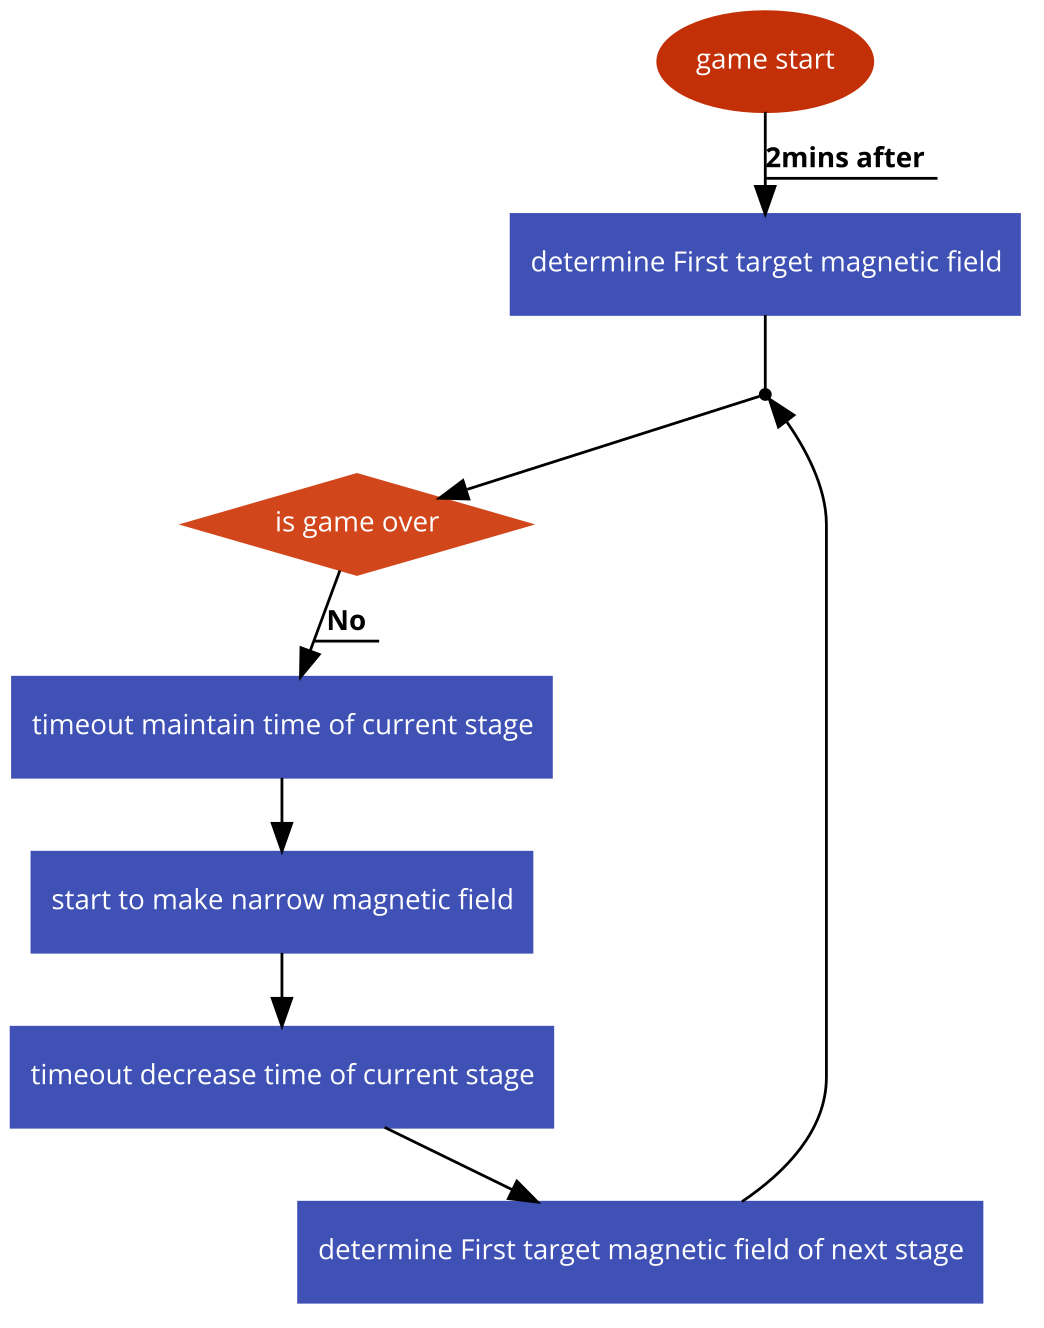 game start
2mins after
determine First target magnetic field
is game over
No
timeout maintain time of current stage
start to make narrow magnetic field
timeout decrease time of current stage
determine First target magnetic field of next stage